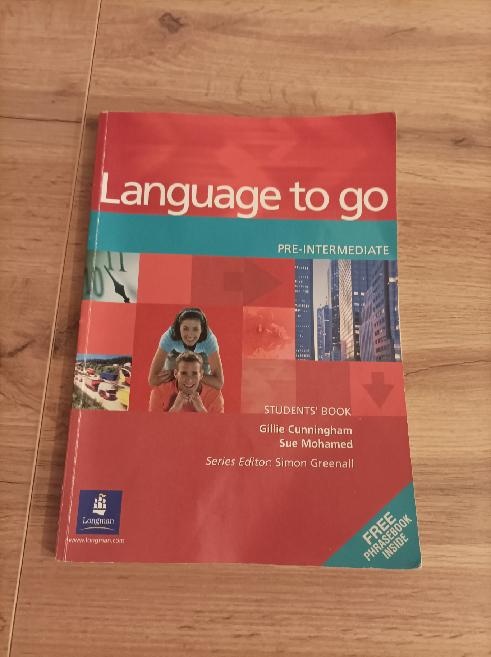 Language to go
PRE-INTERMEDIATE
STUDENTS' BOOK
Gillie Cunningham
Sue Mohamed
Series Editor: Simon Greenall
Longman
www.longman.com
FREE
PHRASEBOOK
INSIDE